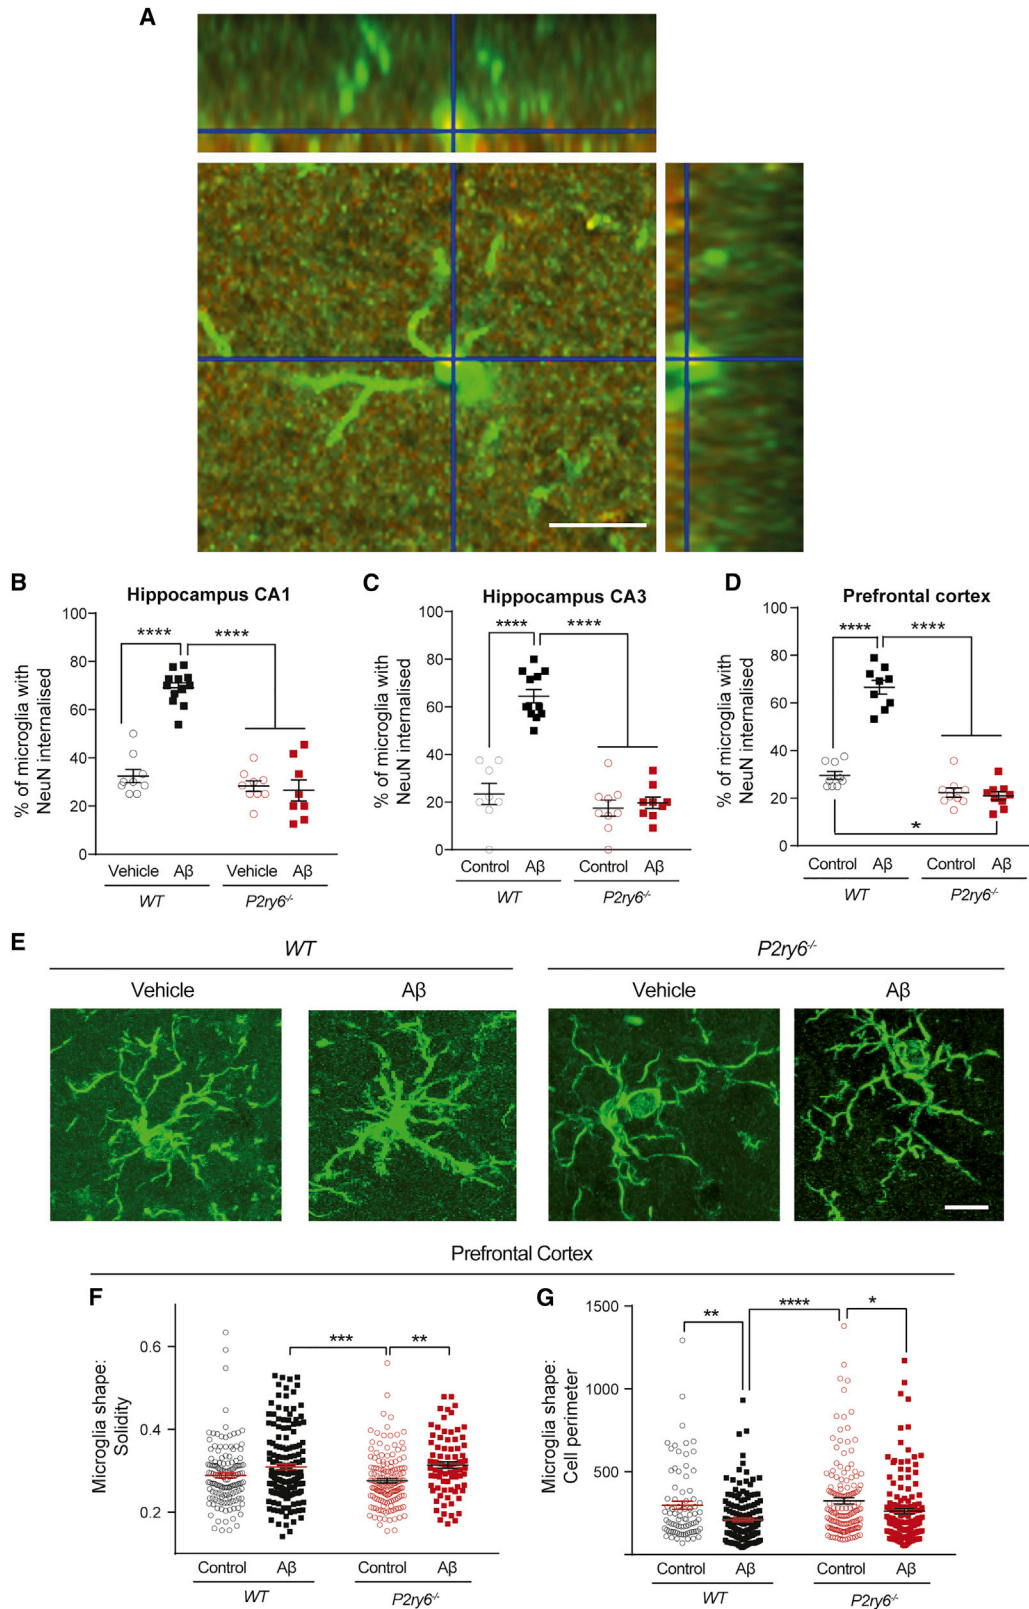 A
B
Hippocampus CA1
% of microglia with
NeuN internalised
100
80
60
40
20
0
****
****
Vehicle Aβ Vehicle Aβ
WT P2ry6-/-
C
Hippocampus CA3
% of microglia with
NeuN internalised
100
80
60
40
20
0
****
****
Control Aβ Control Aβ
WT P2ry6-/-
D
Prefrontal cortex
% of microglia with
NeuN internalised
100
80
60
40
20
0
****
****
*
Control Aβ Control Aβ
WT P2ry6-/-
E
WT P2ry6-/-
Vehicle Aβ Vehicle Aβ
Prefrontal Cortex
F
Microglia shape:
Solidity
0.6
0.4
0.2
***
**
Control Aβ Control Aβ
WT P2ry6-/-
G
Microglia shape:
Cell perimeter
1500
1000
500
**
****
*
Control Aβ Control Aβ
WT P2ry6-/-